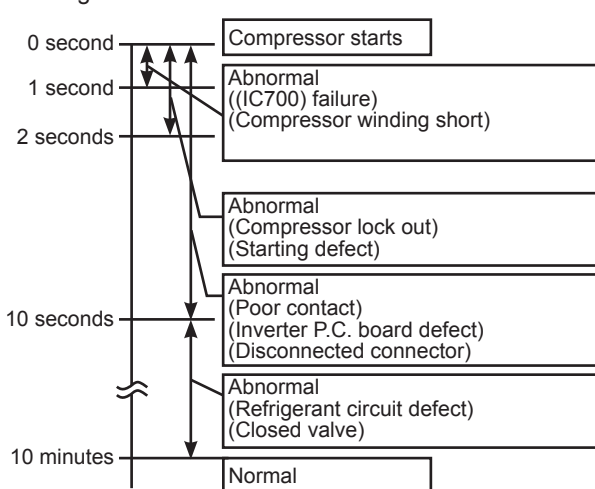 0 second
Compressor starts
1 second
Abnormal
((IC700) failure)
(Compressor winding short)
2 seconds
Abnormal
(Compressor lock out)
(Starting defect)
Abnormal
(Poor contact)
(Inverter P.C. board defect)
(Disconnected connector)
10 seconds
Abnormal
(Refrigerant circuit defect)
(Closed valve)
10 minutes
Normal